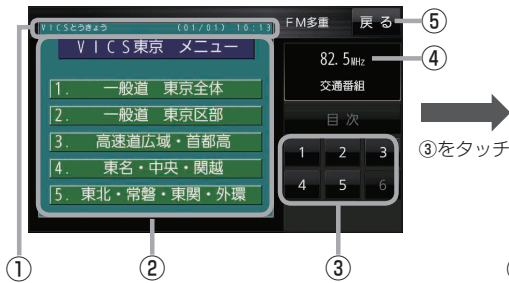 VICSとうきょう (01/01) 10:13 FM多重 戻る ⑤
VICS東京 メニュー
82.5MHz ④
交通番組
1. 一般道 東京全体
2. 一般道 東京区部
目次
3. 高速道広域・首都高
1 2 3
③をタッチ
4. 東名・中央・関越
4 5 6
5. 東北・常磐・東関・外環
① ② ③